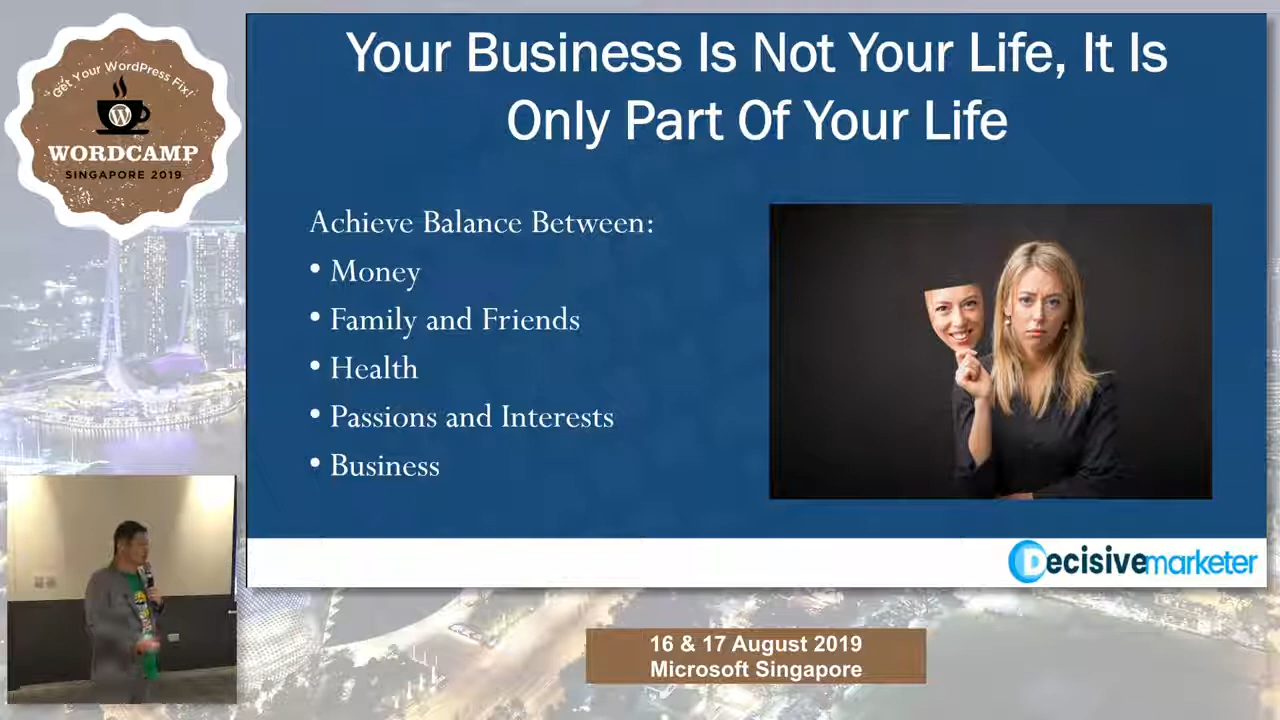 Get Your WordPress Fix!
WORDCAMP
SINGAPORE 2019
Your Business Is Not Your Life, It Is
Only Part Of Your Life
Achieve Balance Between:
• Money
• Family and Friends
• Health
• Passions and Interests
• Business
Decisivemarketer
16 & 17 August 2019
Microsoft Singapore